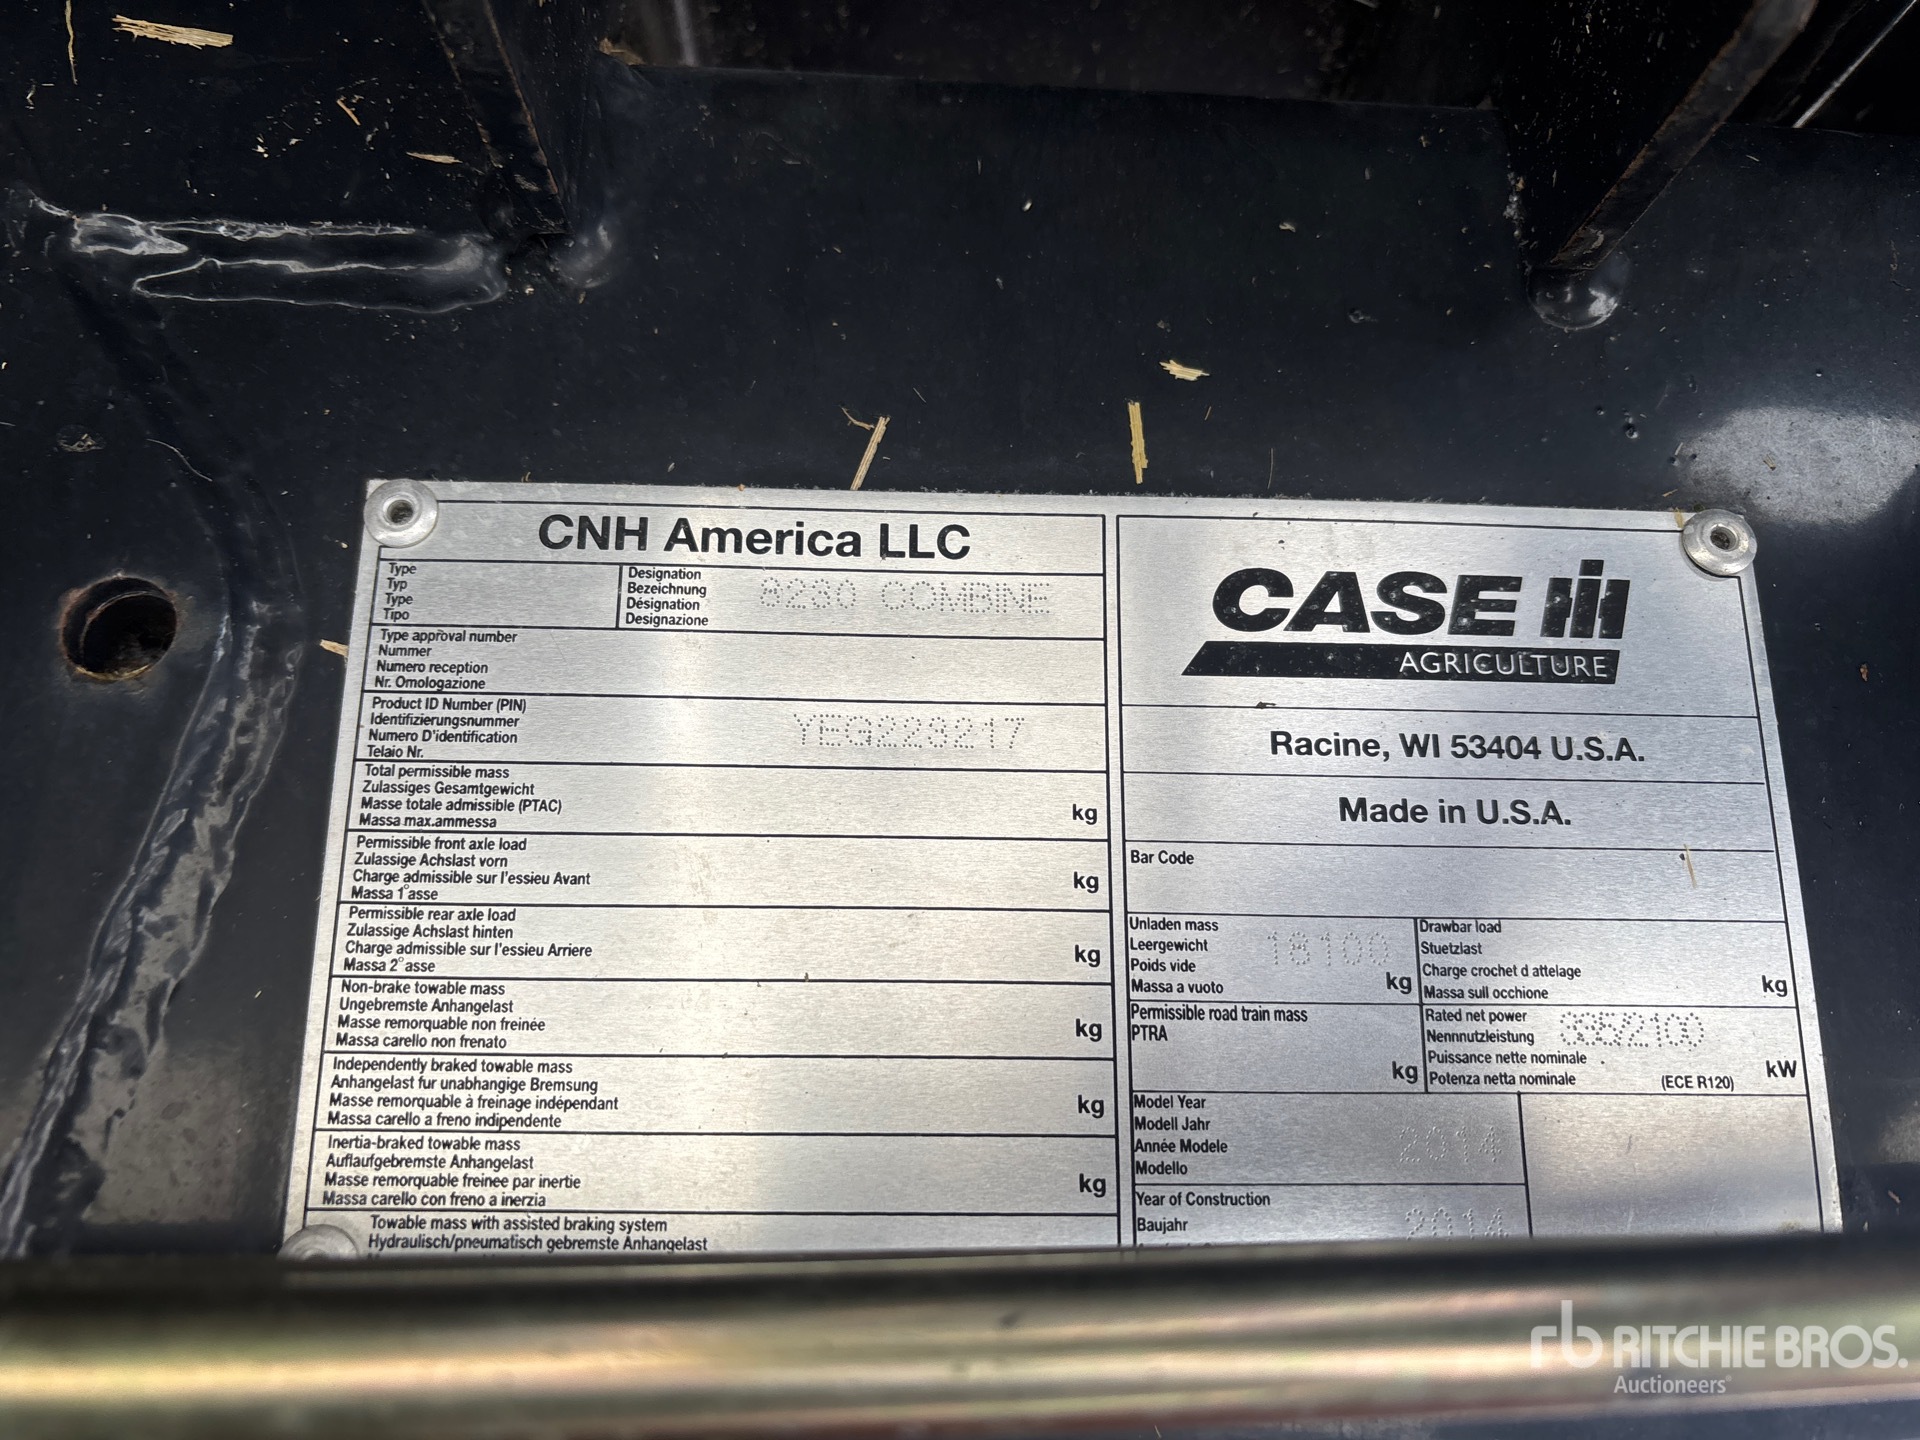 CNH America LLC
Type
Typ
Type
Tipo
Designation
Bezeichnung
Désignation
Designazione
8230 COMBINE
Type approval number
Nummer
Numero reception
Nr. Omologazione
Product ID Number (PIN)
Identifizierungsnummer
Numero D'identification
Telaio Nr.
YEG223217
Total permissible mass
Zulassiges Gesamtgewicht
Masse totale admissible (PTAC)
Massa max.ammessa
kg
Permissible front axle load
Zulassige Achslast vorn
Charge admissible sur l'essieu Avant
Massa 1°asse
kg
Permissible rear axle load
Zulassige Achslast hinten
Charge admissible sur l'essieu Arriere
Massa 2°asse
kg
Non-brake towable mass
Ungebremste Anhangelast
Masse remorquable non freinée
Massa carello non frenato
kg
Independently braked towable mass
Anhangelast fur unabhangige Bremsung
Masse remorquable à freinage indépendant
Massa carello a freno indipendente
kg
Inertia-braked towable mass
Auflaufgebremste Anhangelast
Masse remorquable freinee par inertie
Massa carello con freno a inerzia
kg
Towable mass with assisted braking system
Hydraulisch/pneumatisch gebremste Anhangelast
CASE IH
AGRICULTURE
Racine, WI 53404 U.S.A.
Made in U.S.A.
Bar Code
Unladen mass
Leergewicht
Poids vide
Massa a vuoto
18100
kg
Drawbar load
Stuetzlast
Charge crochet d attelage
Massa sull occhione
kg
Permissible road train mass
PTRA
kg
Rated net power
Nennnutzleistung
Puissance nette nominale
Potenza netta nominale
(ECE R120)
kW
Model Year
Modell Jahr
Année Modele
Modello
2014
Year of Construction
Baujahr
2014
rb RITCHIE BROS.
Auctioneers